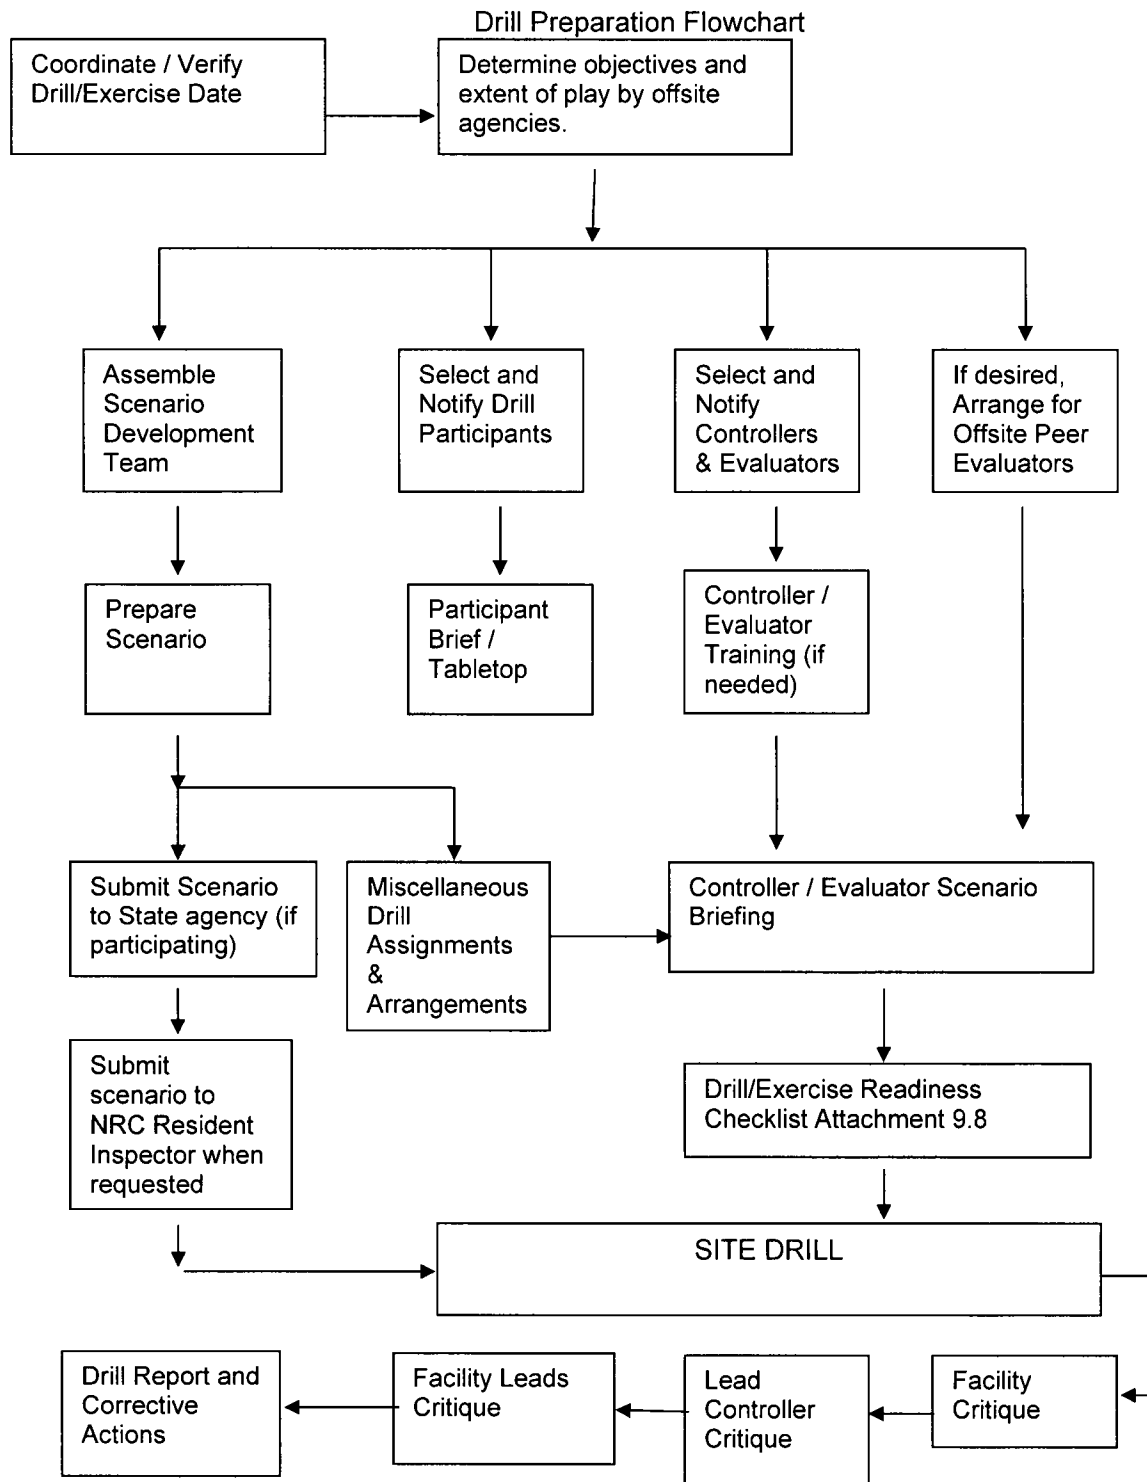 Drill Preparation Flowchart
Coordinate / Verify
Drill/Exercise Date
Determine objectives and
extent of play by offsite
agencies.
Assemble
Scenario
Development
Team
Select and
Notify Drill
Participants
Select and
Notify
Controllers
& Evaluators
If desired,
Arrange for
Offsite Peer
Evaluators
Prepare
Scenario
Participant
Brief /
Tabletop
Controller /
Evaluator
Training (if
needed)
Submit Scenario
to State agency (if
participating)
Miscellaneous
Drill
Assignments
&
Arrangements
Controller / Evaluator Scenario
Briefing
Submit
scenario to
NRC Resident
Inspector when
requested
Drill/Exercise Readiness
Checklist Attachment 9.8
SITE DRILL
Drill Report and
Corrective
Actions
Facility Leads
Critique
Lead
Controller
Critique
Facility
Critique